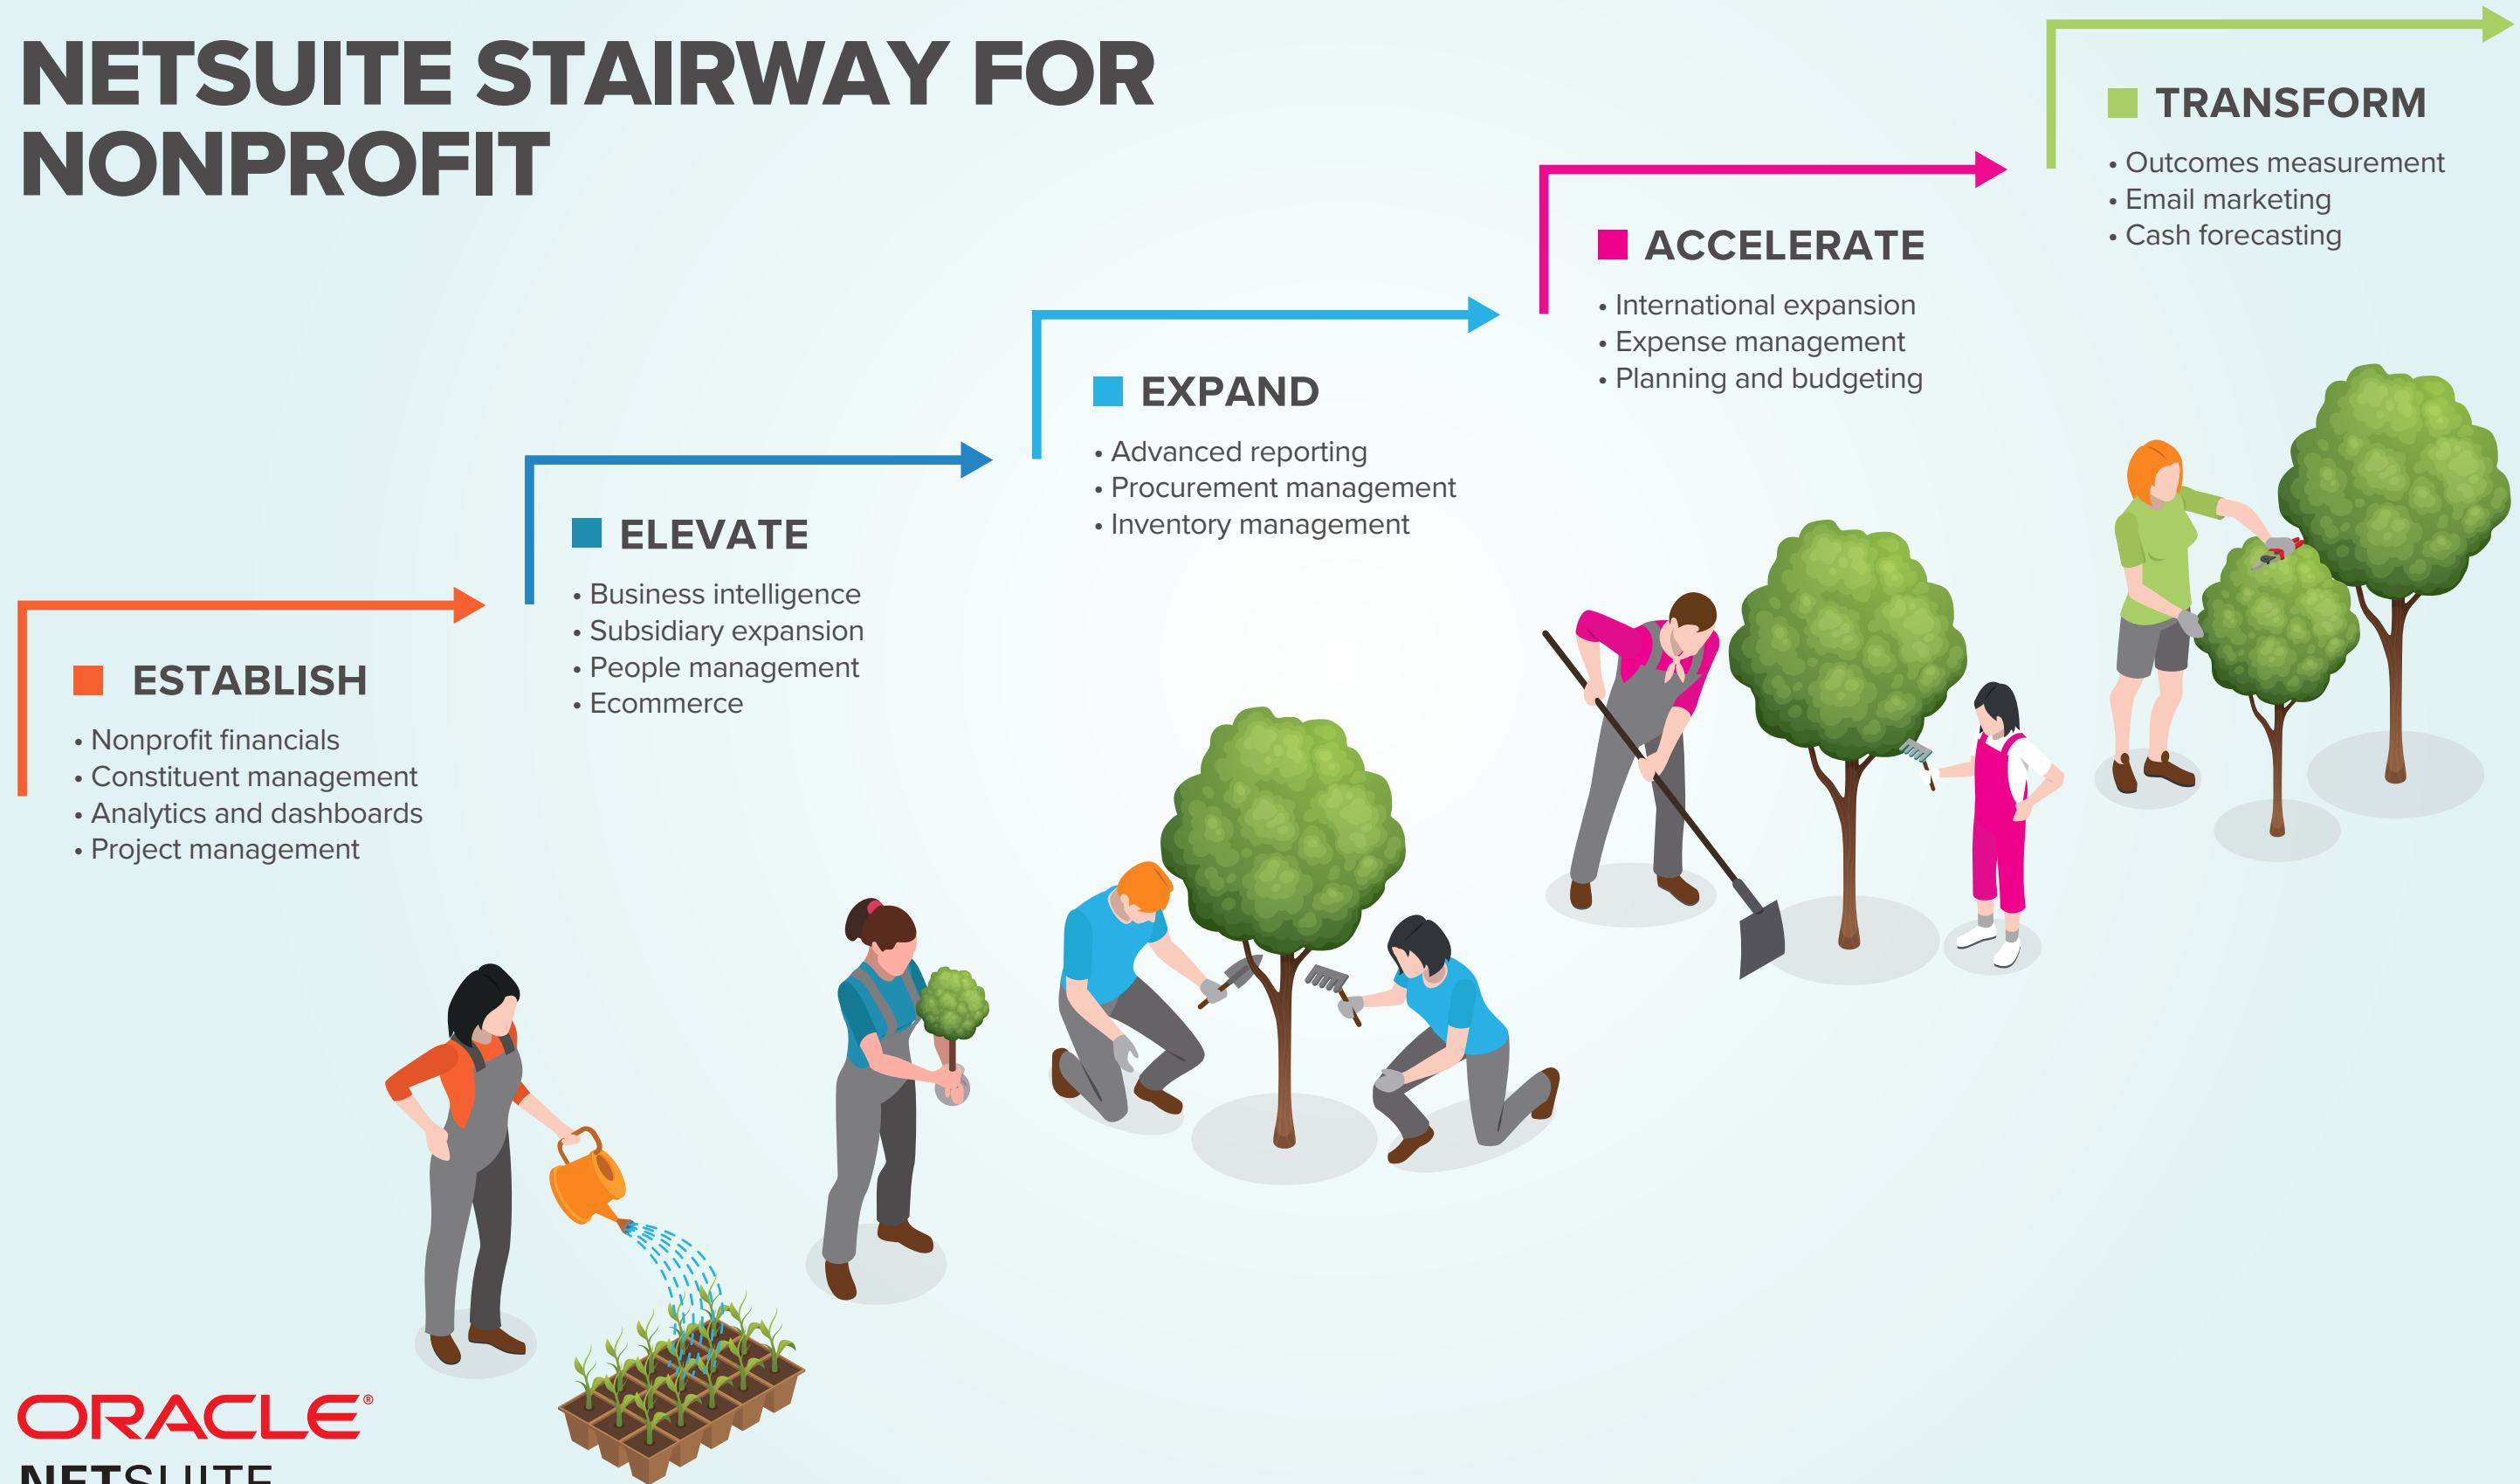 NETSUITE STAIRWAY FOR
NONPROFIT
ESTABLISH
• Nonprofit financials
• Constituent management
• Analytics and dashboards
• Project management
ELEVATE
• Business intelligence
• Subsidiary expansion
• People management
• Ecommerce
EXPAND
• Advanced reporting
• Procurement management
• Inventory management
ACCELERATE
• International expansion
• Expense management
• Planning and budgeting
TRANSFORM
• Outcomes measurement
• Email marketing
• Cash forecasting
ORACLE®
NETSUITE